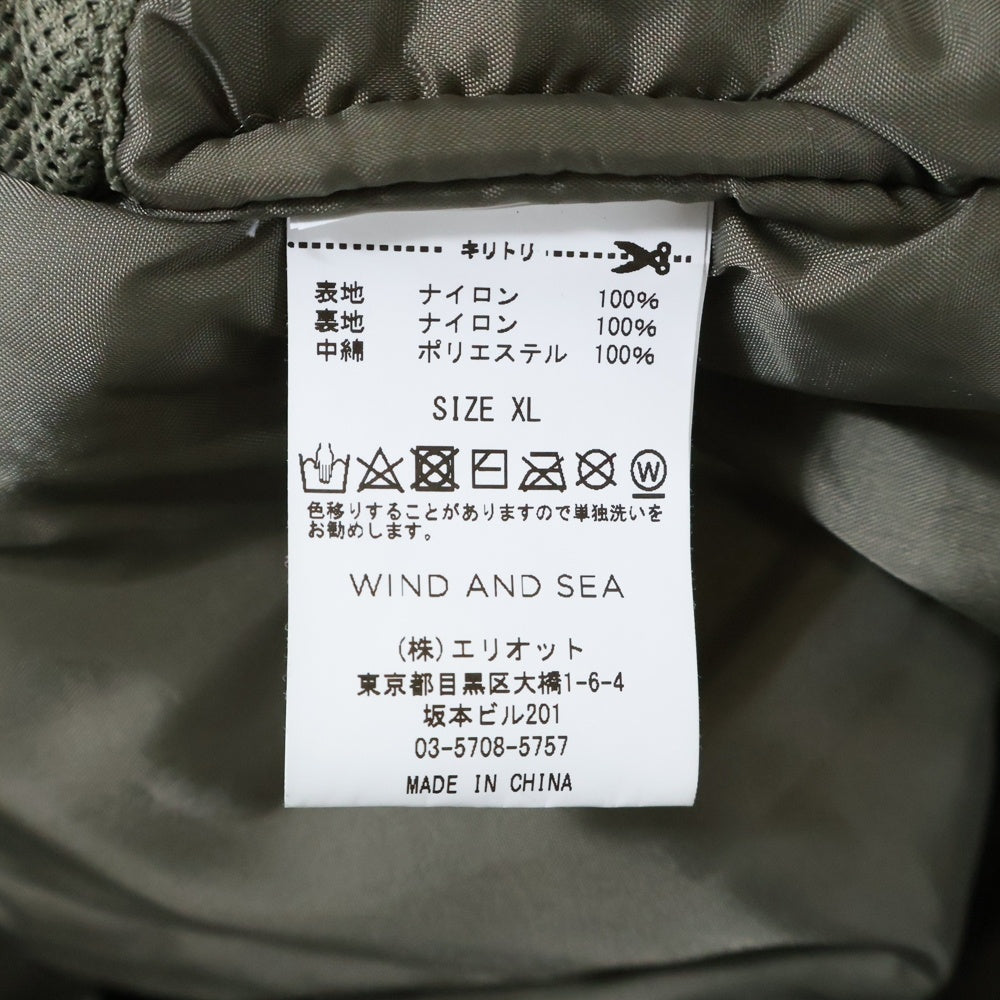 キリトリ
表地 ナイロン 100%
裏地 ナイロン 100%
中綿 ポリエステル 100%
SIZE XL
W
色移りすることがありますので単独洗いを
お勧めします。
WIND AND SEA
(株)エリオット
東京都目黒区大橋1-6-4
坂本ビル201
03-5708-5757
MADE IN CHINA